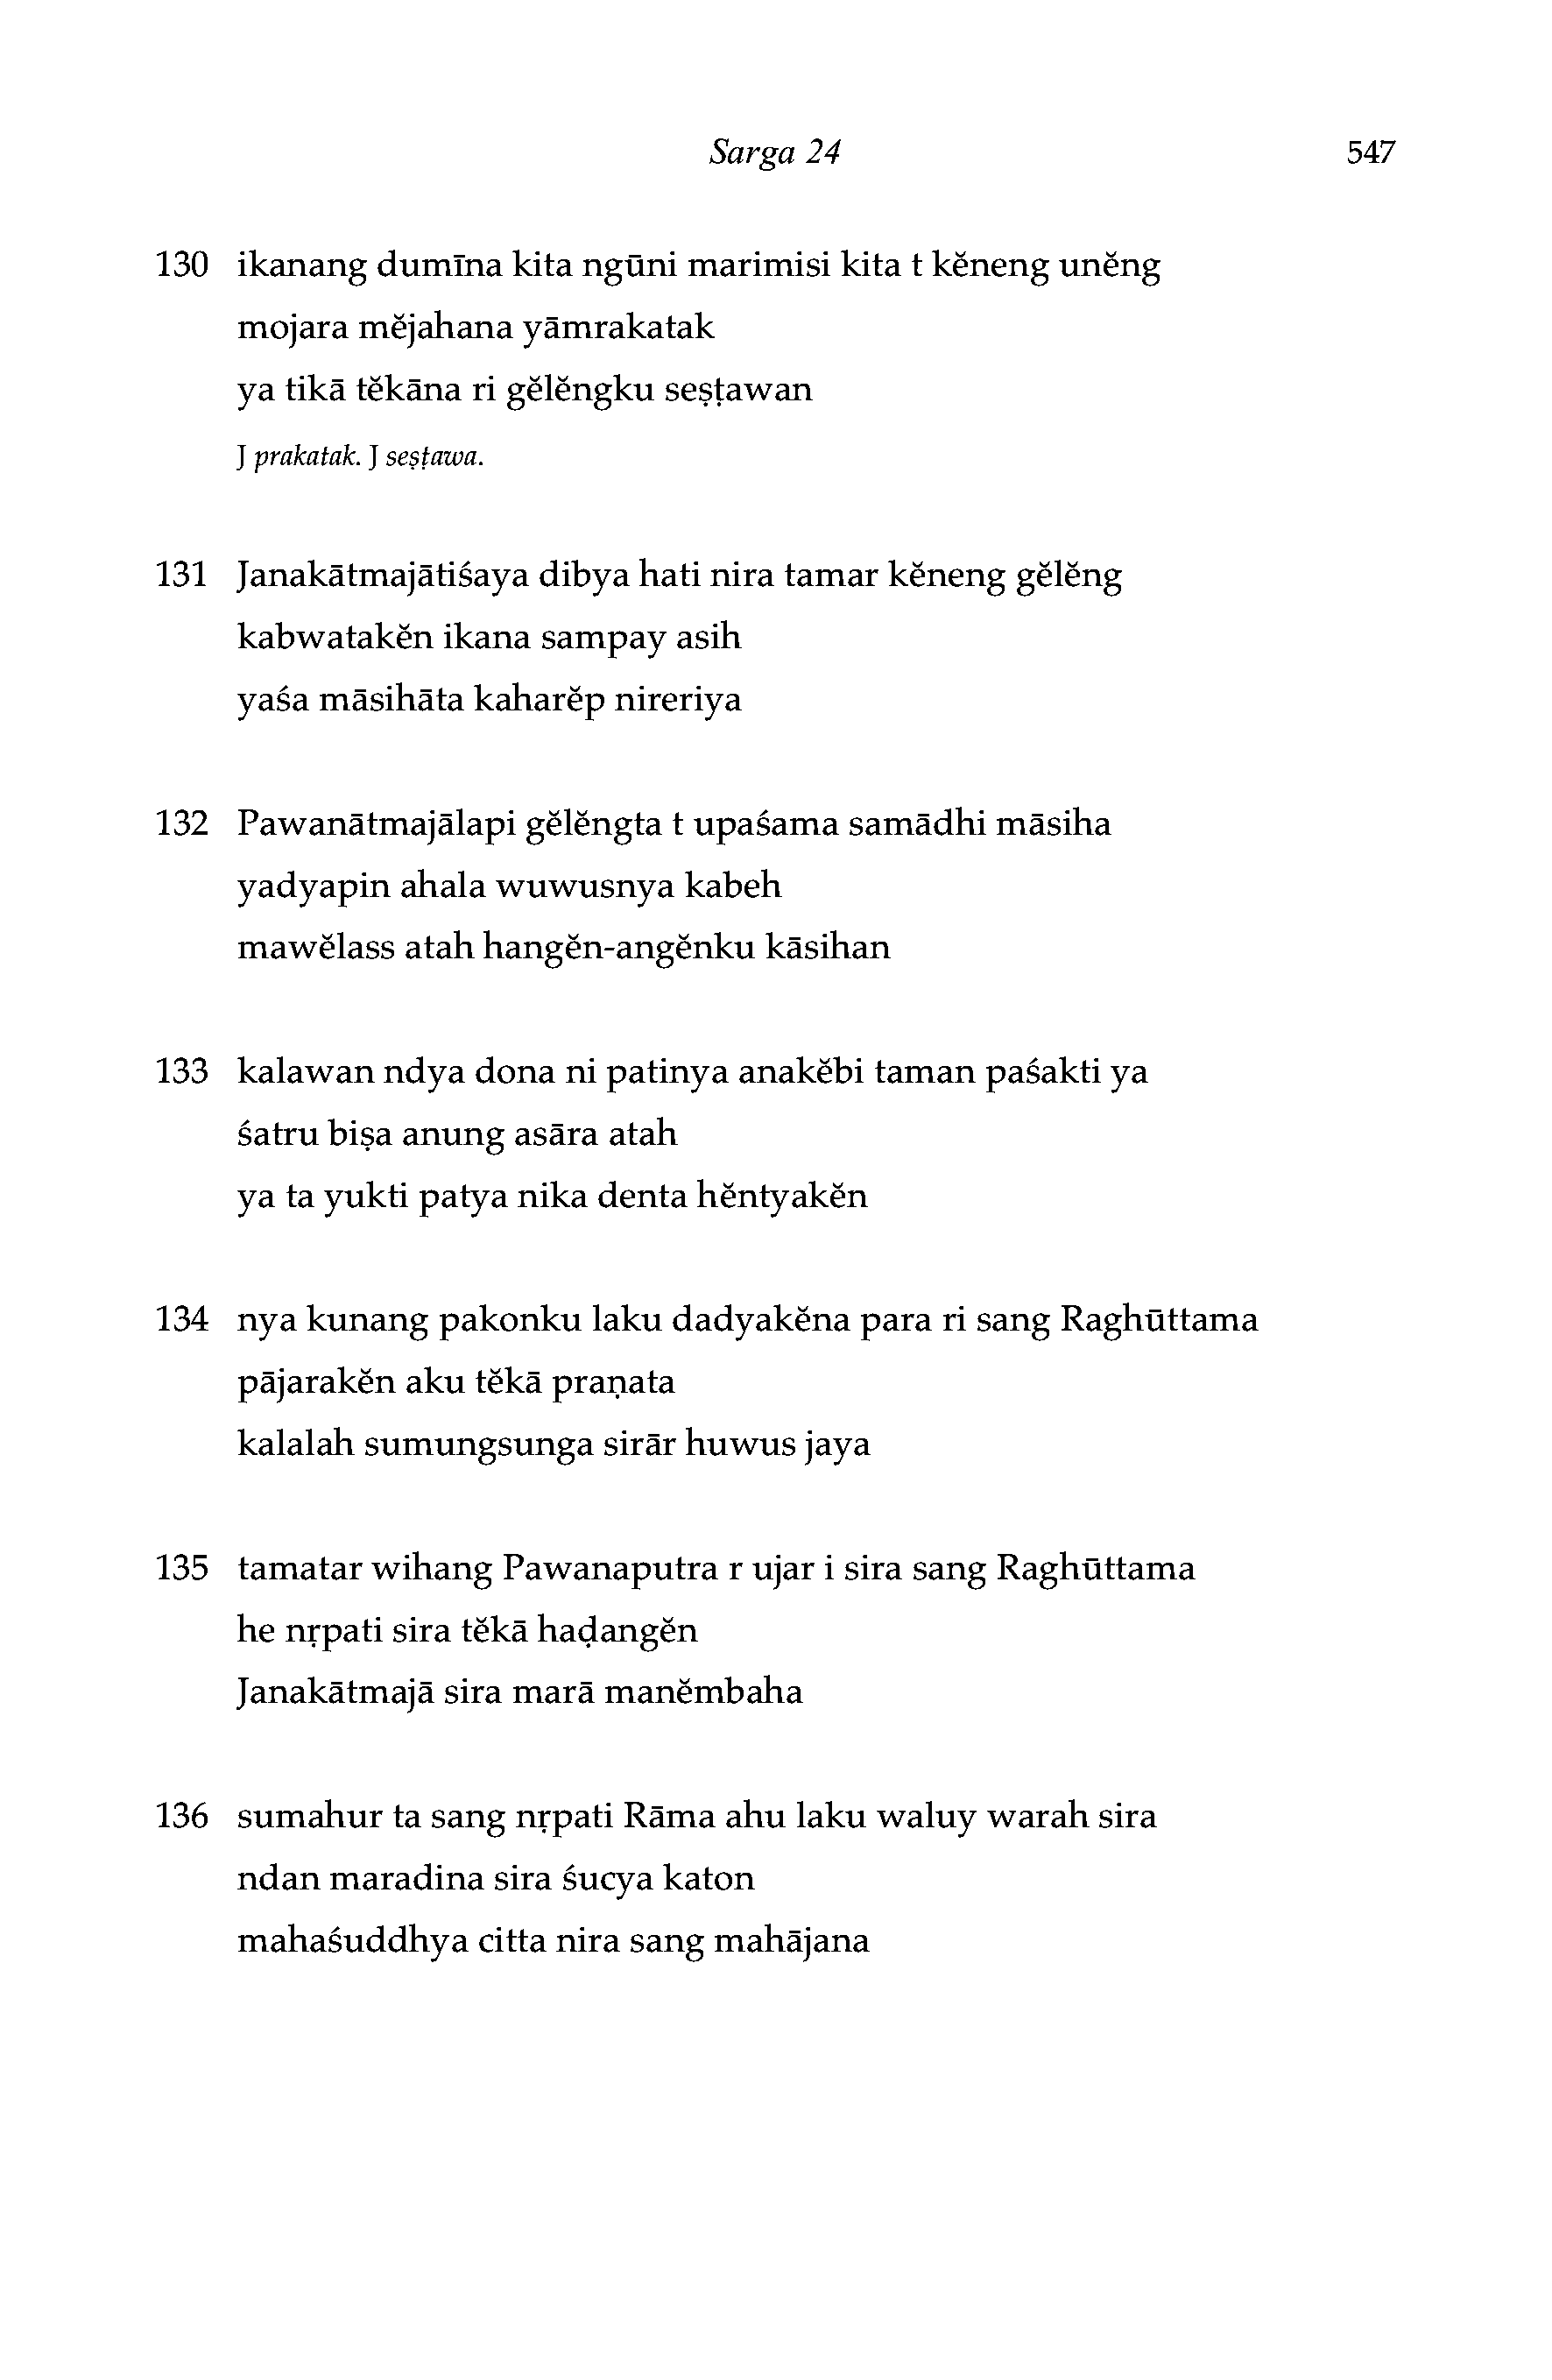 Sarga 24 547
130 ikanang dumīna kita ngūni marimisi kita t kĕneng unĕng
mojara mĕjahana yāmrakatak
ya tikā tĕkāna ri gĕlĕngku seṣṭawan
J prakatak. J seṣṭawa.
131 Janakātmajātiśaya dibya hati nira tamar kĕneng gĕlĕng
kabwatakĕn ikana sampay asih
yaśa māsihāta kaharĕp nireriya
132 Pawanātmajālapi gĕlĕngta t upaśama samādhi māsiha
yadyapin ahala wuwusnya kabeh
mawĕlass atah hangĕn-angĕnku kāsihan
133 kalawan ndya dona ni patinya anakĕbi taman paśakti ya
śatru biṣa anung asāra atah
ya ta yukti patya nika denta hĕntyakĕn
134 nya kunang pakonku laku dadyakĕna para ri sang Raghūttama
pājarakĕn aku tĕkā praṇata
kalalah sumungsunga sirār huwus jaya
135 tamatar wihang Pawanaputra r ujar i sira sang Raghūttama
he nṛpati sira tĕkā haḍangĕn
Janakātmajā sira marā manĕmbaha
136 sumahur ta sang nṛpati Rāma ahu laku waluy warah sira
ndan maradina sira śucya katon
mahaśuddhya citta nira sang mahājana